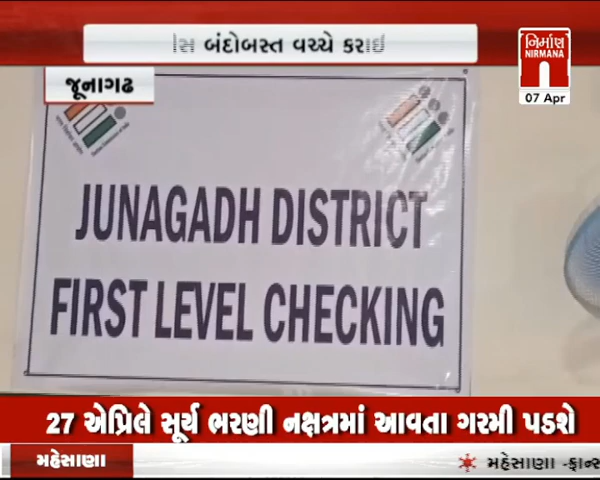 બંદોબસ્ત વચ્ચે કરાઈ
નિર્માણ
NIRMANA
07 Apr
જૂનાગઢ
JUNAGADH DISTRICT
FIRST LEVEL CHECKING
27 એપ્રિલે સૂર્ય ભરણી નક્ષત્રમાં આવતા ગરમી પડશે
મહેસાણા
મહેસાણા -ફાન્સ